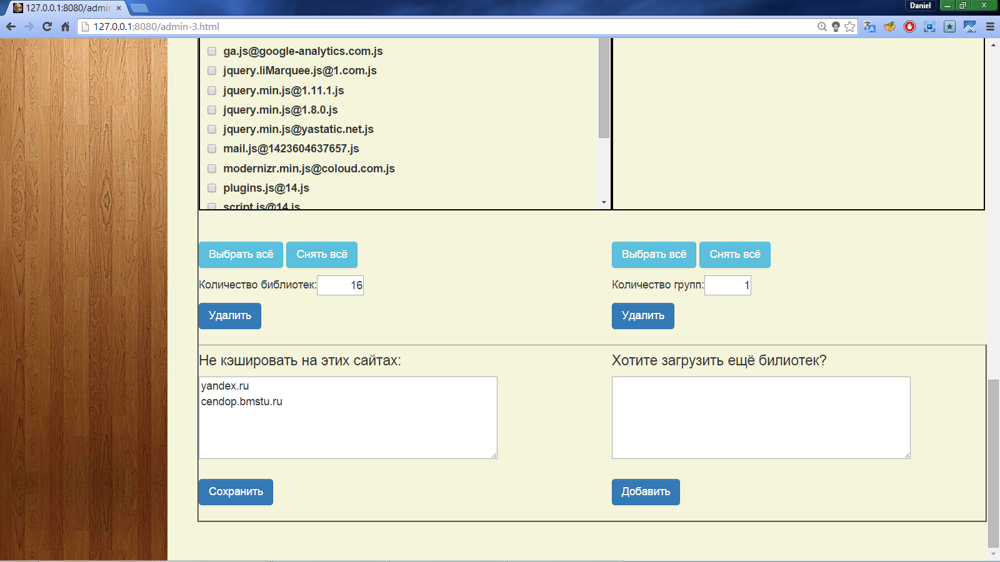 127.0.0.1:8080/admin
Daniel
127.0.0.1:8080/admin-3.html
ga.js@google-analytics.com.js
jquery.liMarquee.js@1.com.js
jquery.min.js@1.11.1.js
jquery.min.js@1.8.0.js
jquery.min.js@yastatic.net.js
mail.js@1423604637657.js
modernizr.min.js@coloud.com.js
plugins.js@14.js
script.js@14.js
Выбрать всё Снять всё
Количество библиотек: 16
Удалить
Выбрать всё Снять всё
Количество групп: 1
Удалить
Не кэшировать на этих сайтах:
yandex.ru
cendop.bmstu.ru
Сохранить
Хотите загрузить ещё билиотек?
Добавить